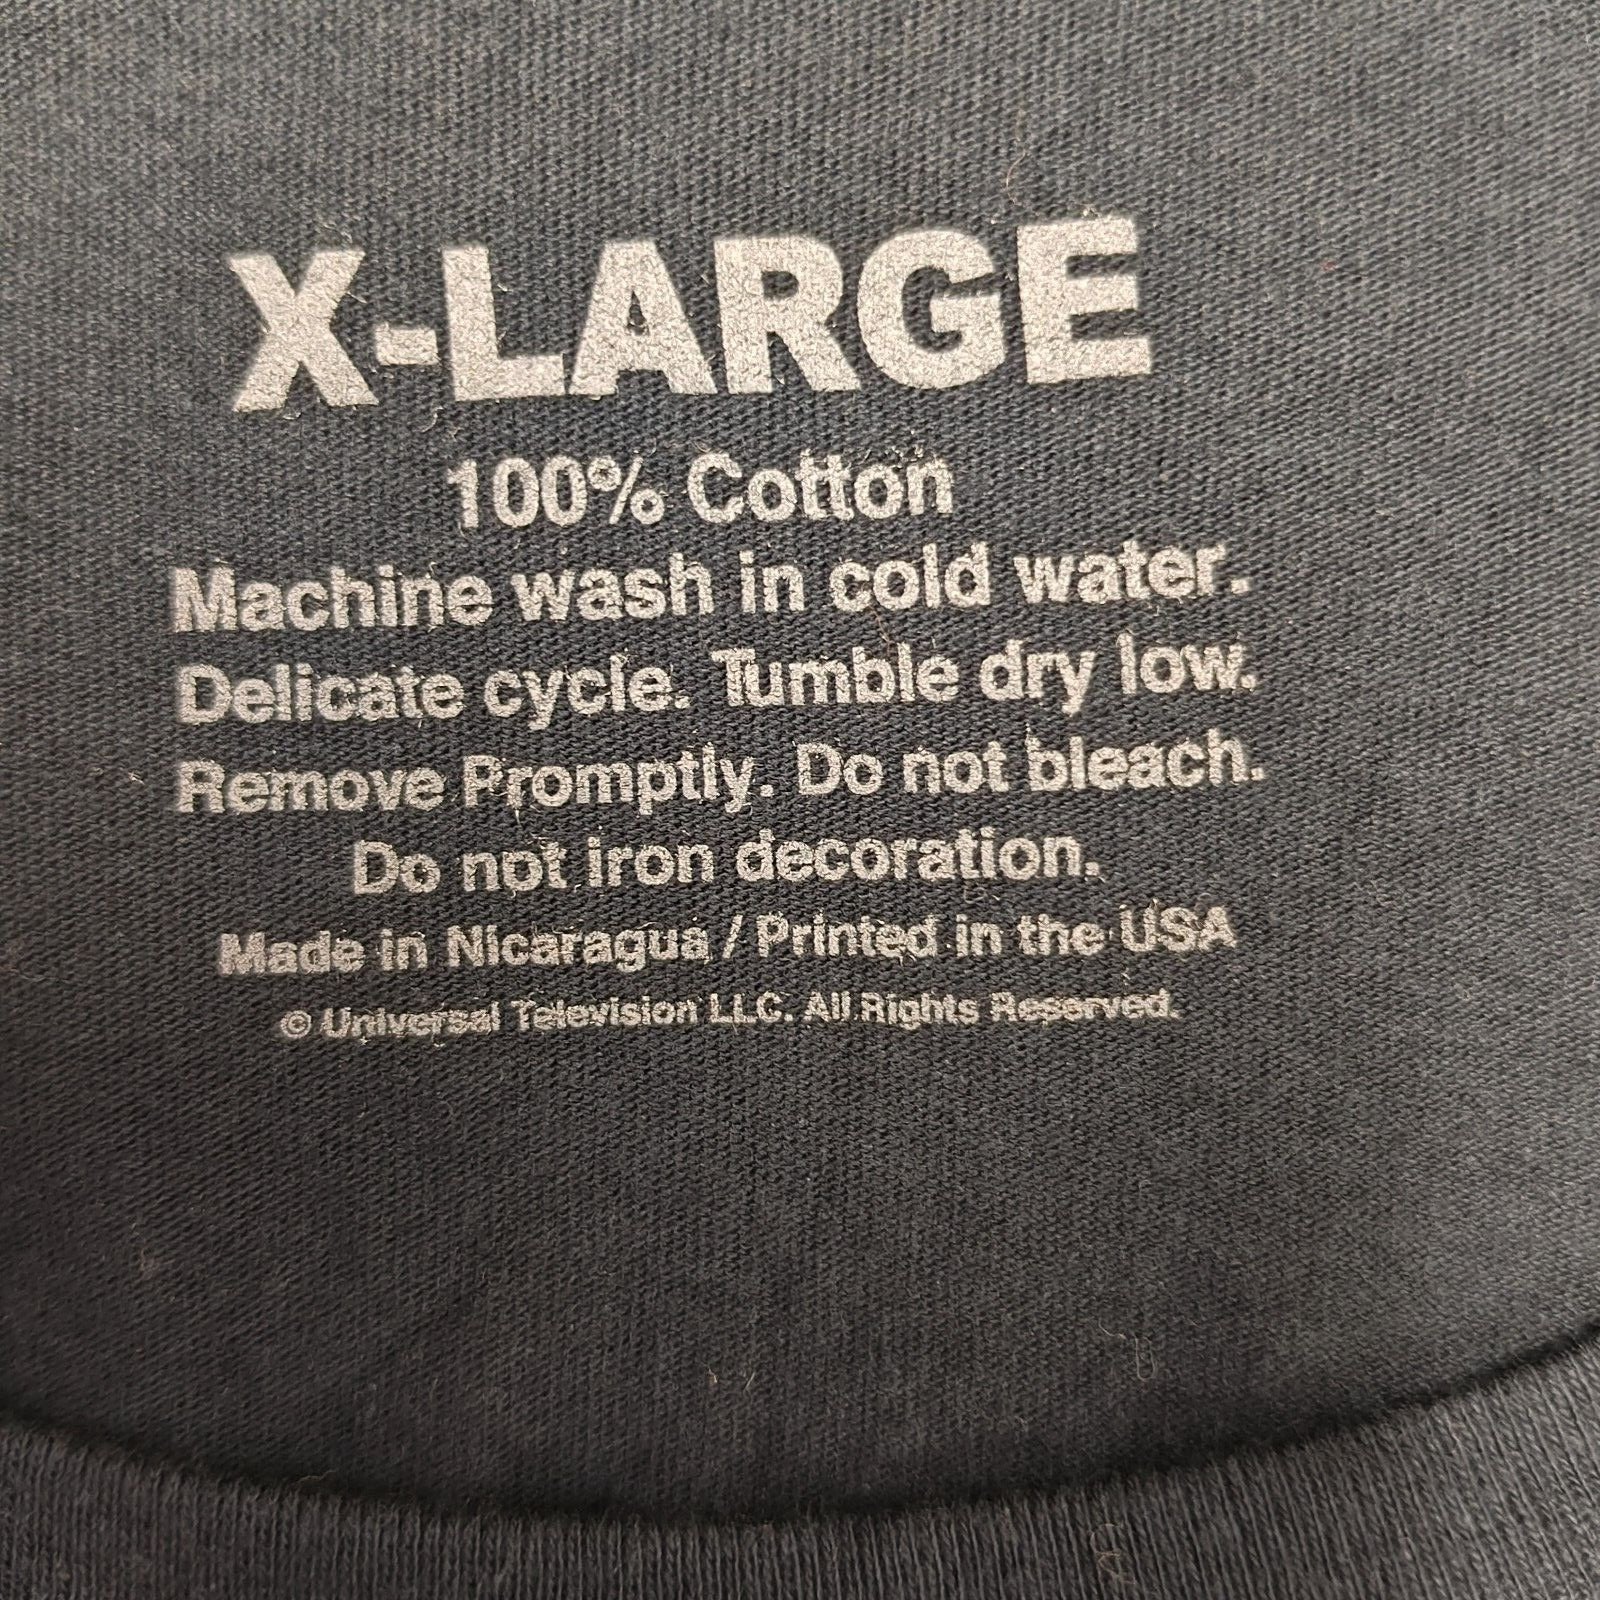 X-LARGE
100% Cotton
Machine wash in cold water.
Delicate cycle. Tumble dry low.
Remove Promptly. Do not bleach.
Do not iron decoration.
Made in Nicaragua / Printed in the USA
© Universal Television LLC. All Rights Reserved.